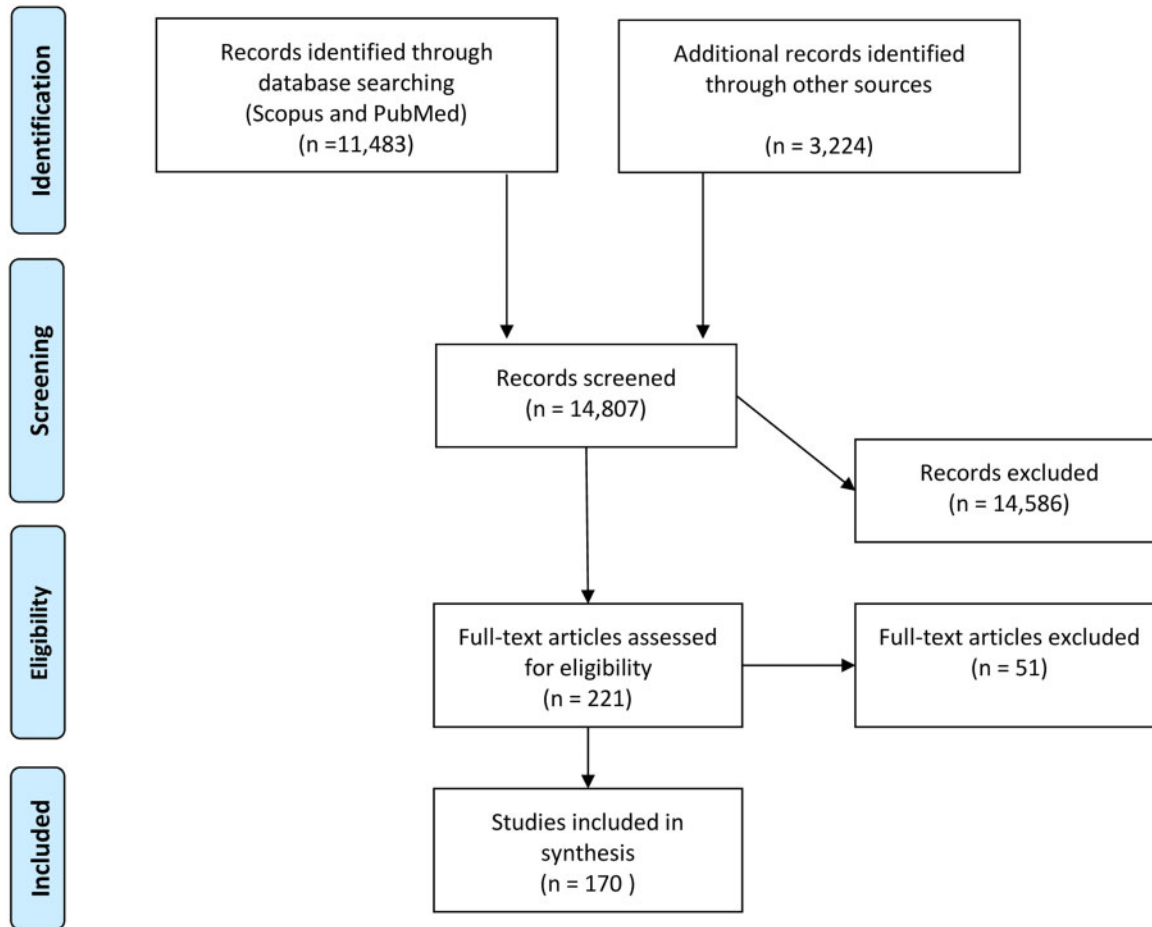 Identification
Records identified through
database searching
(Scopus and PubMed)
(n =11,483)
Additional records identified
through other sources
(n = 3,224)
Screening
Records screened
(n = 14,807)
Records excluded
(n = 14,586)
Eligibility
Full-text articles assessed
for eligibility
(n = 221)
Full-text articles excluded
(n = 51)
Included
Studies included in
synthesis
(n = 170 )